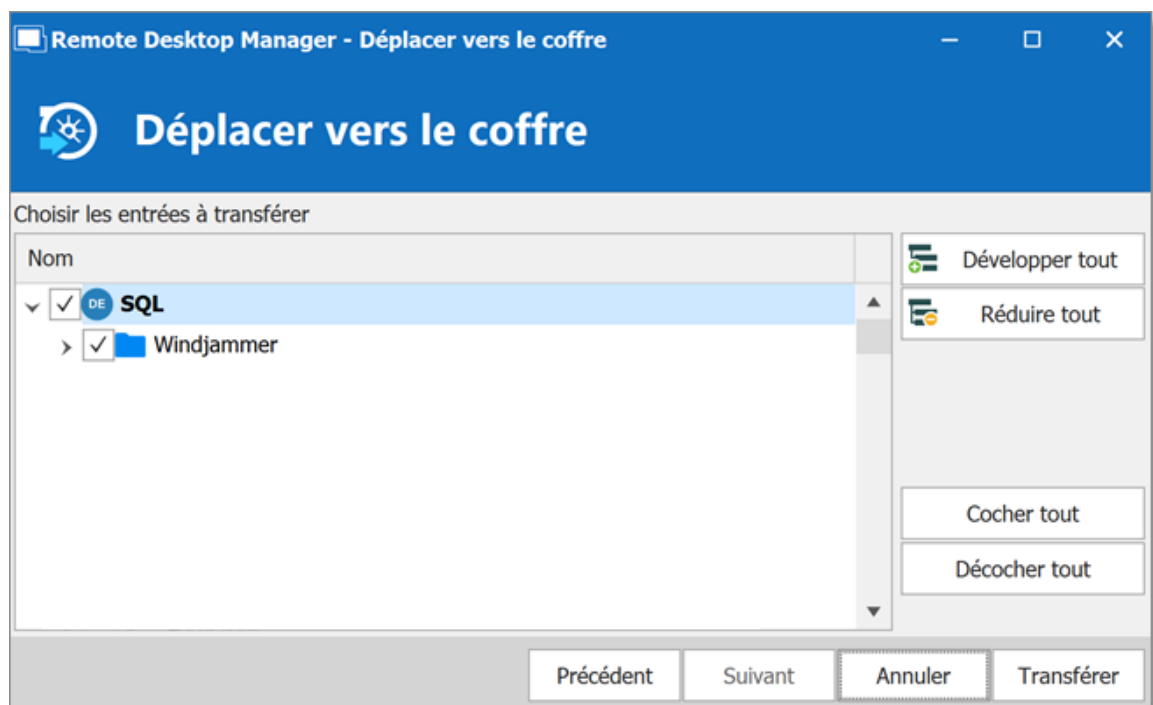 Remote Desktop Manager - Déplacer vers le coffre
Déplacer vers le coffre
Choisir les entrées à transférer
Nom
Développer tout
DE SQL
Réduire tout
Windjammer
Cocher tout
Décocher tout
Précédent Suivant Annuler Transférer